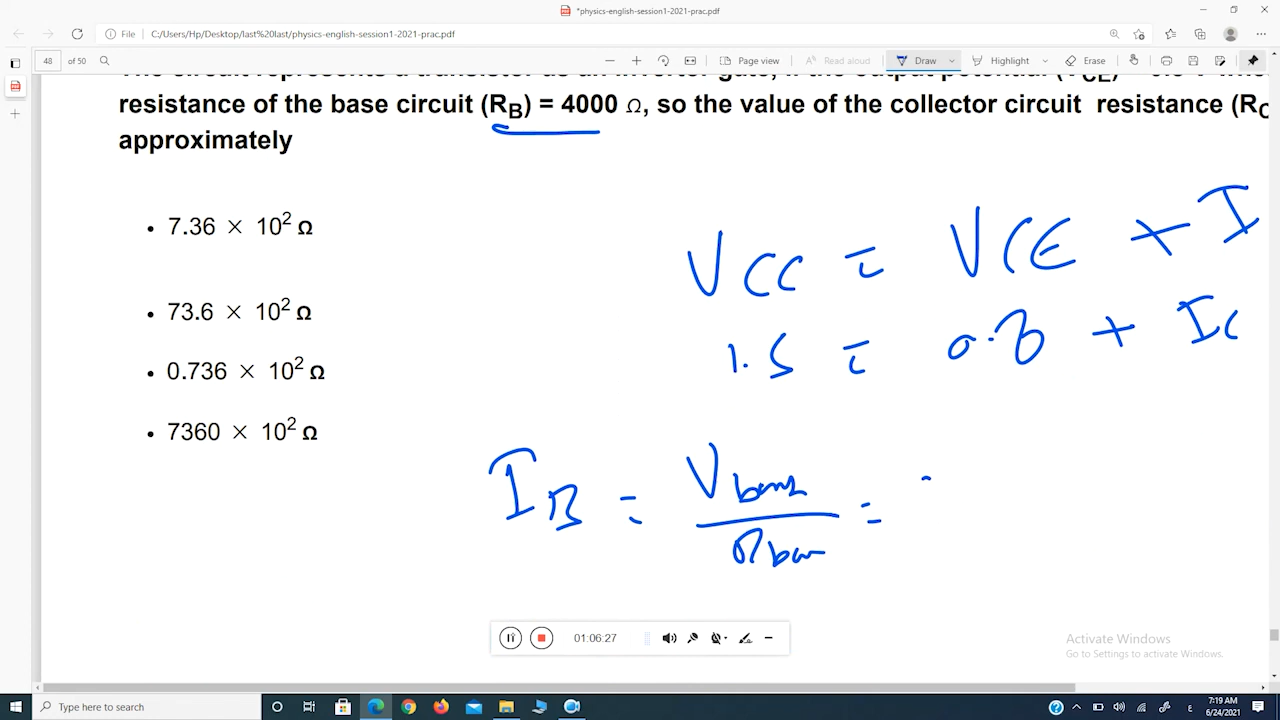 *physics-english-session1-2021-prac.pdf
File C:/Users/Hp/Desktop/last%20last/physics-english-session1-2021-prac.pdf
48 of 50 Page view Read aloud Draw Highlight Erase
resistance of the base circuit (RB) = 4000 Ω, so the value of the collector circuit resistance (RC
approximately
• 7.36 × 10² Ω
• 73.6 × 10² Ω
• 0.736 × 10² Ω
• 7360 × 10² Ω
VCC = VCE + I
1.5 = 0.8 + IC
IB = V / R =
01:06:27
Activate Windows
Go to Settings to activate Windows.
Type here to search
7:19 AM
6/24/2021